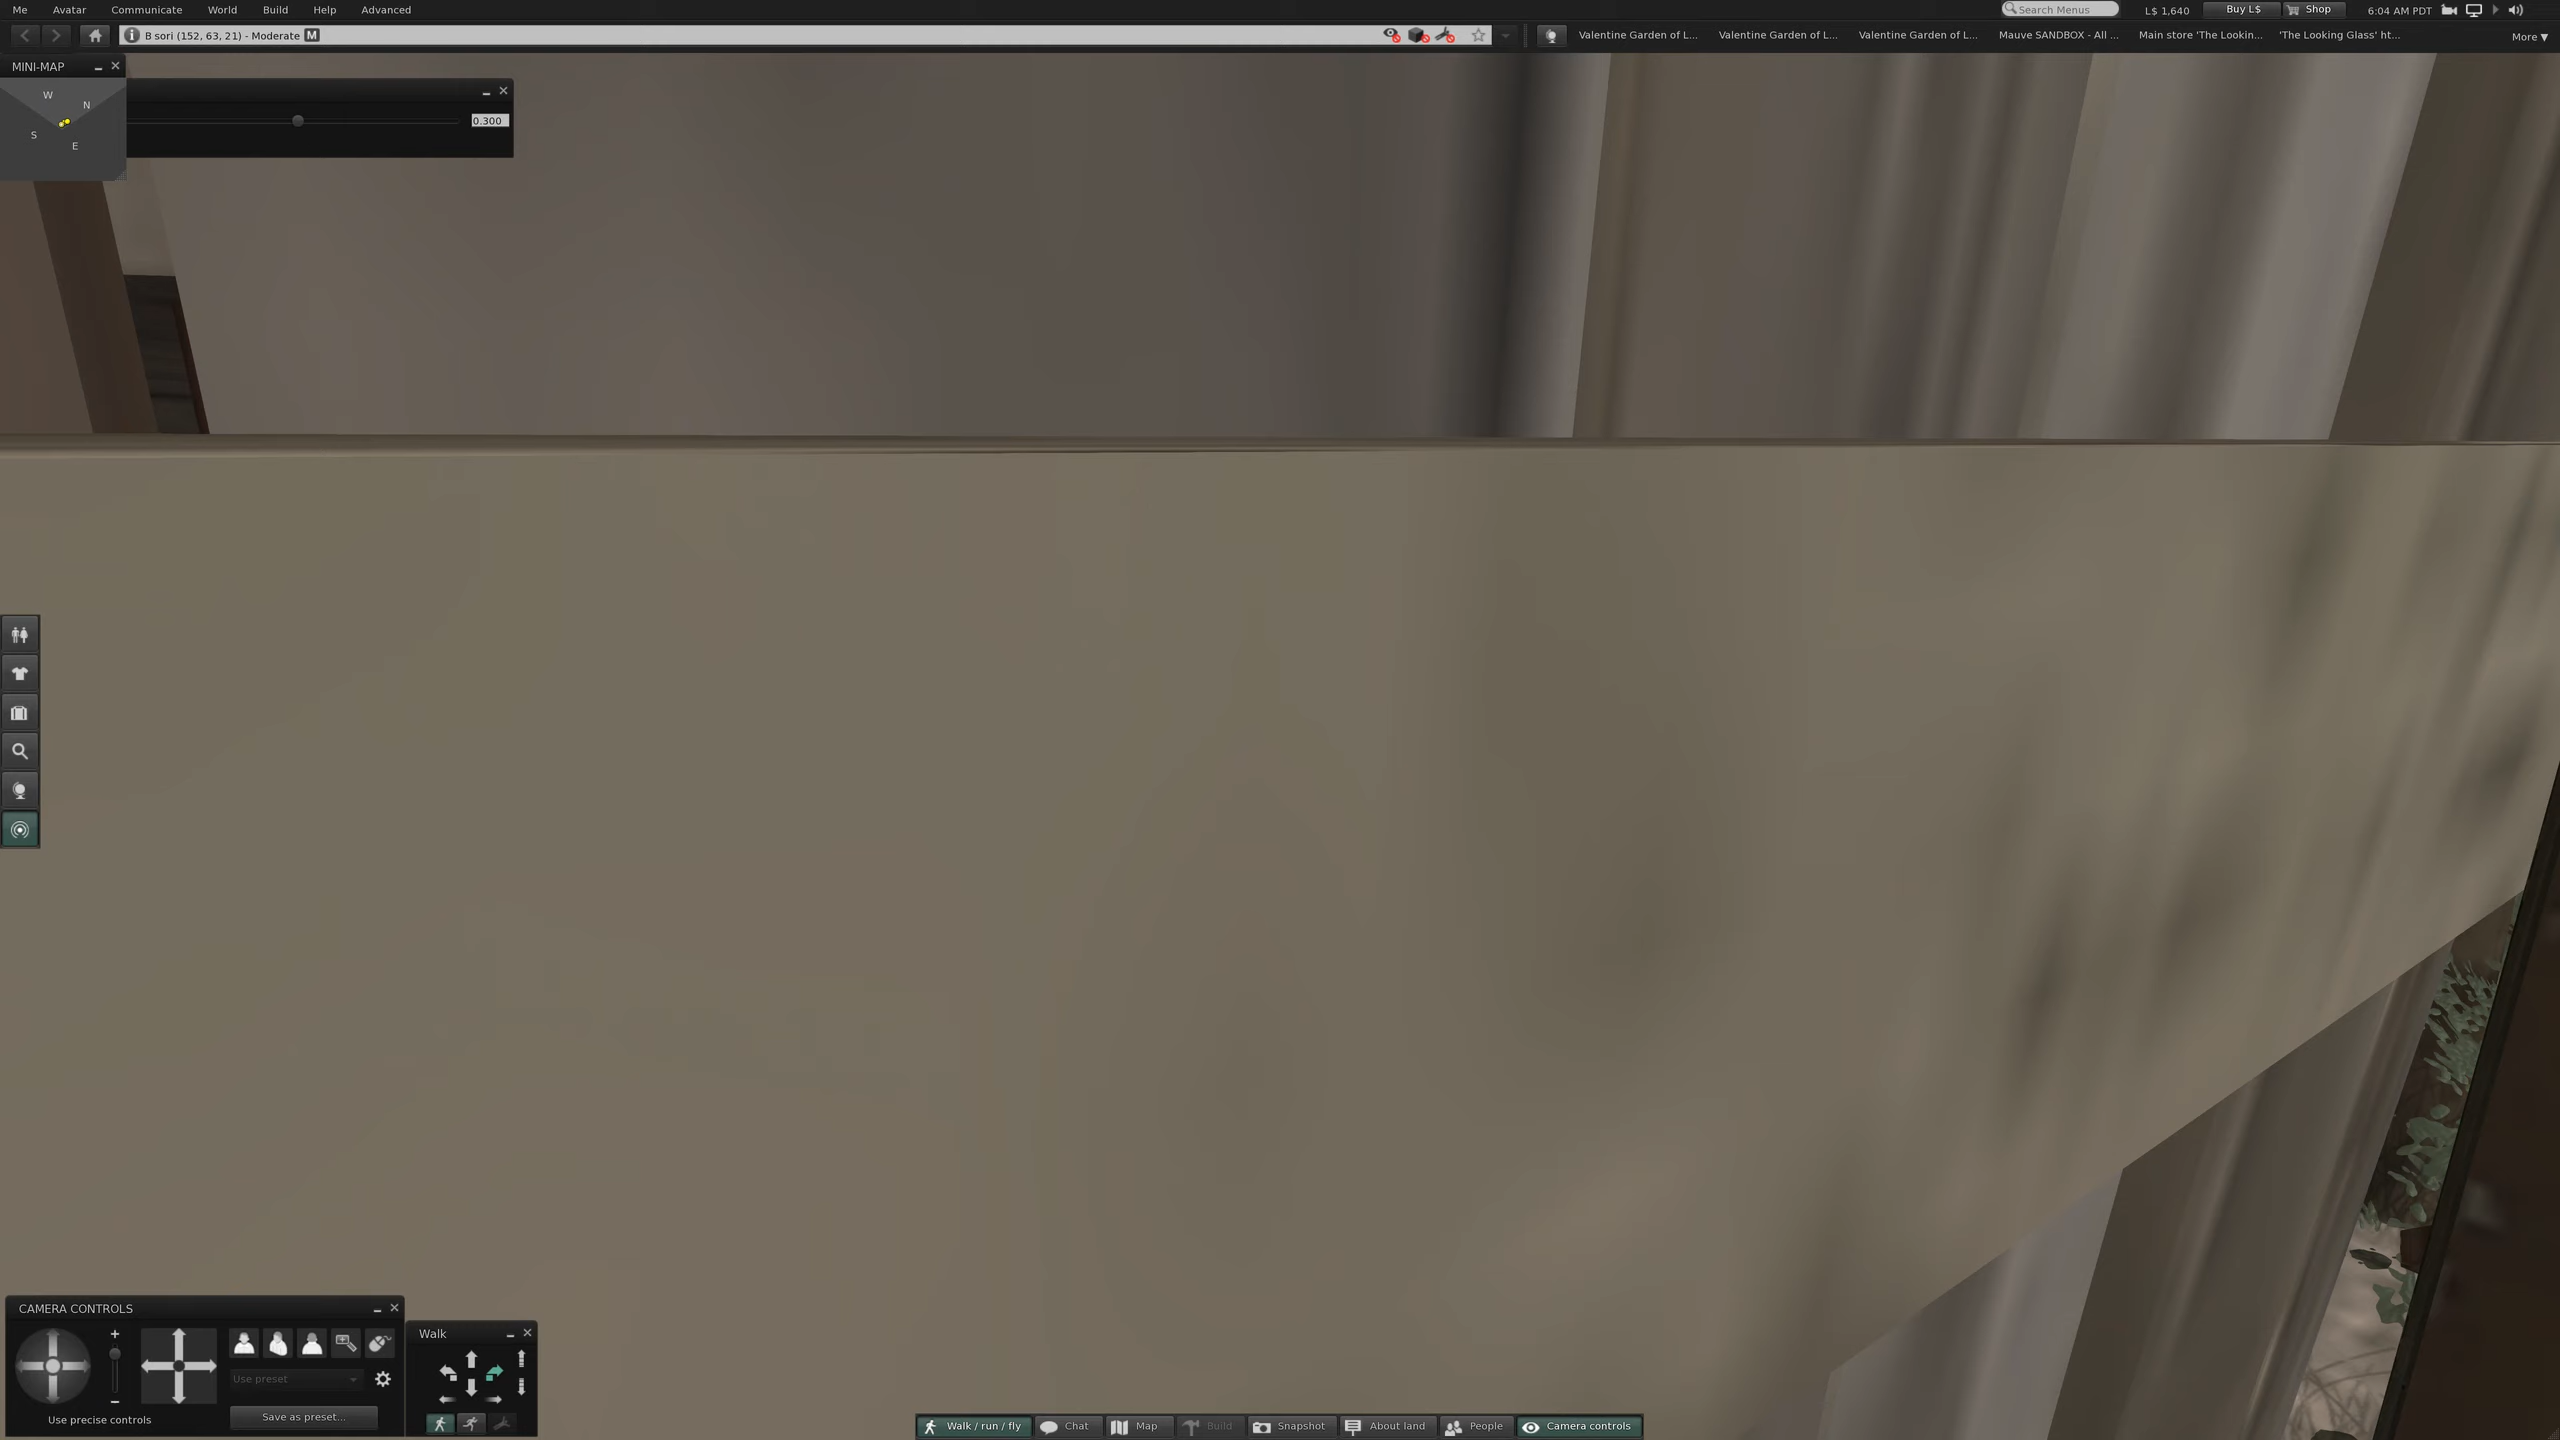 Me Avatar Communicate World Build Help Advanced
Search Menus L$ 1,640 Buy L$ Shop 6:04 AM PDT
B sori (152, 63, 21) - Moderate M
Valentine Garden of L... Valentine Garden of L... Valentine Garden of L... Mauve SANDBOX - All ... Main store 'The Lookin... 'The Looking Glass' ht... More ▼
MINI-MAP
W
N
S
E
0.300
CAMERA CONTROLS
Use preset
Use precise controls
Save as preset...
Walk
Walk / run / fly Chat Map Build Snapshot About land People Camera controls